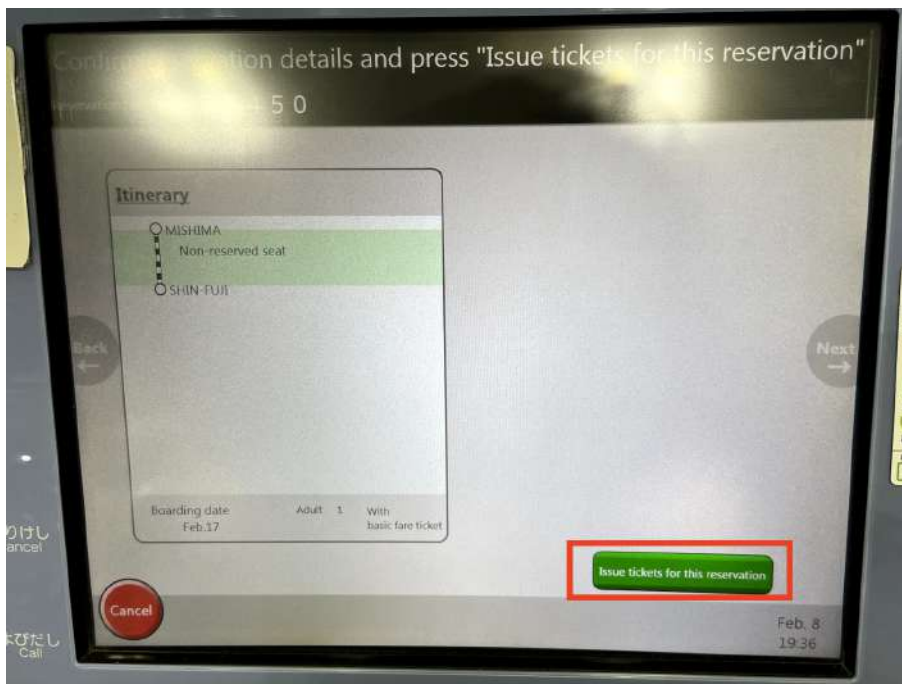 details and press "Issue tickets for this reservation"
5 0
Itinerary
MISHIMA
Non-reserved seat
SHIN-FUJI
Back
←
Next
→
Boarding date
Feb.17
Adult 1
With
basic fare ticket
Issue tickets for this reservation
Cancel
Feb. 8
19:36
りけし
ancel
よびだし
Call